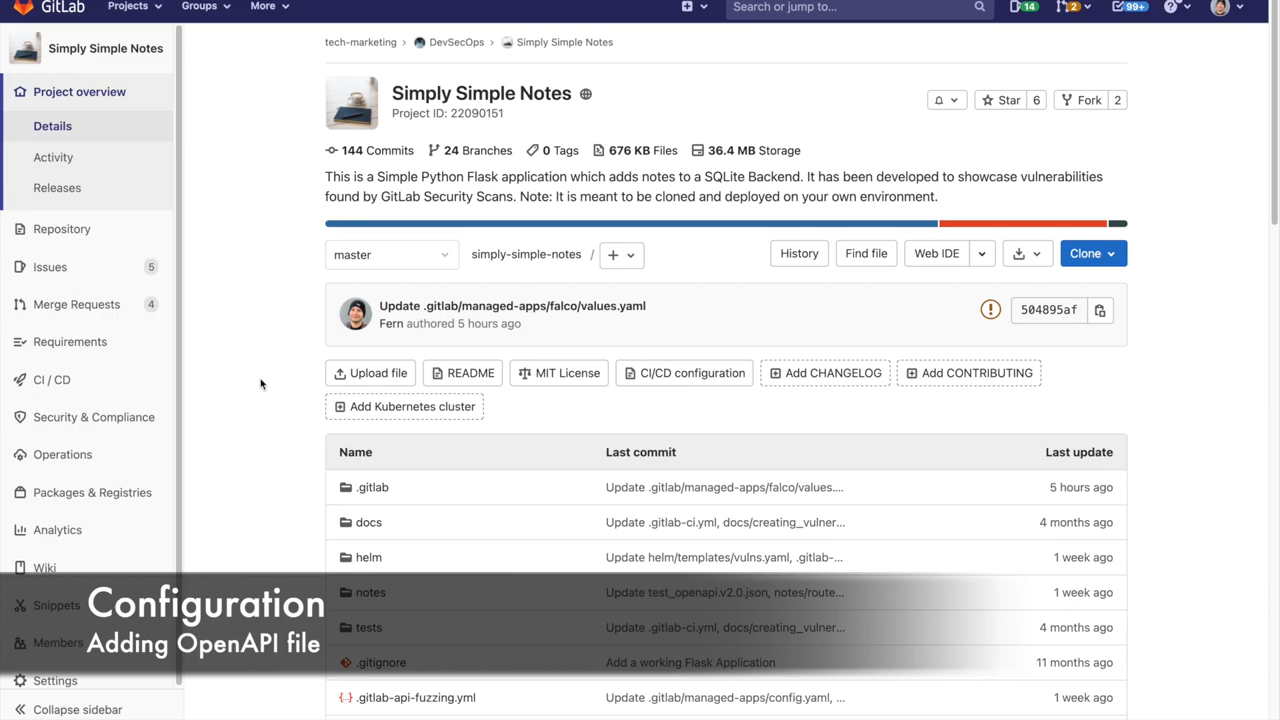 GitLab
Projects
Groups
More
Search or jump to...
14
2
99+
Simply Simple Notes
Project overview
Details
Activity
Releases
Repository
Issues 5
Merge Requests 4
Requirements
CI / CD
Security & Compliance
Operations
Packages & Registries
Analytics
Wiki
Snippets
Members
Settings
Collapse sidebar
tech-marketing > DevSecOps > Simply Simple Notes
Simply Simple Notes
Project ID: 22090151
Star 6
Fork 2
144 Commits 24 Branches 0 Tags 676 KB Files 36.4 MB Storage
This is a Simple Python Flask application which adds notes to a SQLite Backend. It has been developed to showcase vulnerabilities
found by GitLab Security Scans. Note: It is meant to be cloned and deployed on your own environment.
master
simply-simple-notes /
History
Find file
Web IDE
Clone
Update .gitlab/managed-apps/falco/values.yaml
Fern authored 5 hours ago
504895af
Upload file
README
MIT License
CI/CD configuration
Add CHANGELOG
Add CONTRIBUTING
Add Kubernetes cluster
Name Last commit Last update
.gitlab Update .gitlab/managed-apps/falco/values.... 5 hours ago
docs Update .gitlab-ci.yml, docs/creating_vulner... 4 months ago
helm Update helm/templates/vulns.yaml, .gitlab-... 1 week ago
notes Update test_openapi.v2.0.json, notes/route... 1 week ago
tests Update .gitlab-ci.yml, docs/creating_vulner... 4 months ago
.gitignore Add a working Flask Application 11 months ago
.gitlab-api-fuzzing.yml Update .gitlab/managed-apps/config.yaml, ... 1 week ago
Configuration
Adding OpenAPI file